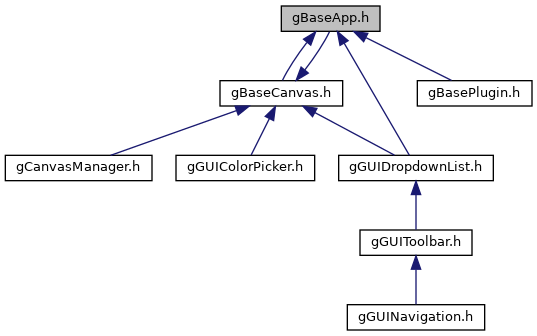 gBaseApp.h
gBaseCanvas.h
gBasePlugin.h
gCanvasManager.h
gGUIColorPicker.h
gGUIDropdownList.h
gGUIToolbar.h
gGUINavigation.h